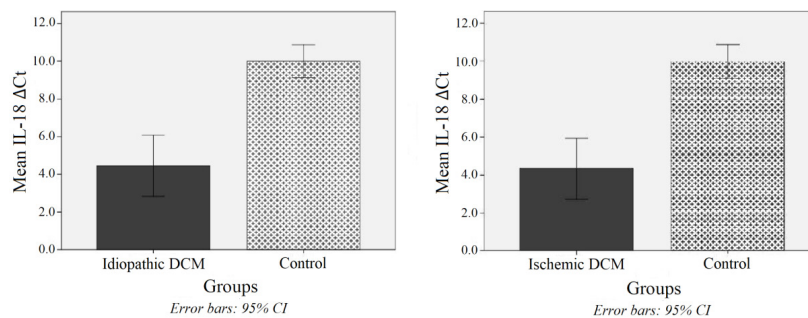 12.0
10.0
8.0
6.0
4.0
2.0
0.0
Mean IL-18 ΔCt
Idiopathic DCM Control
Groups
Error bars: 95% CI
12.0
10.0
8.0
6.0
4.0
2.0
0.0
Mean IL-18 ΔCt
Ischemic DCM Control
Groups
Error bars: 95% CI